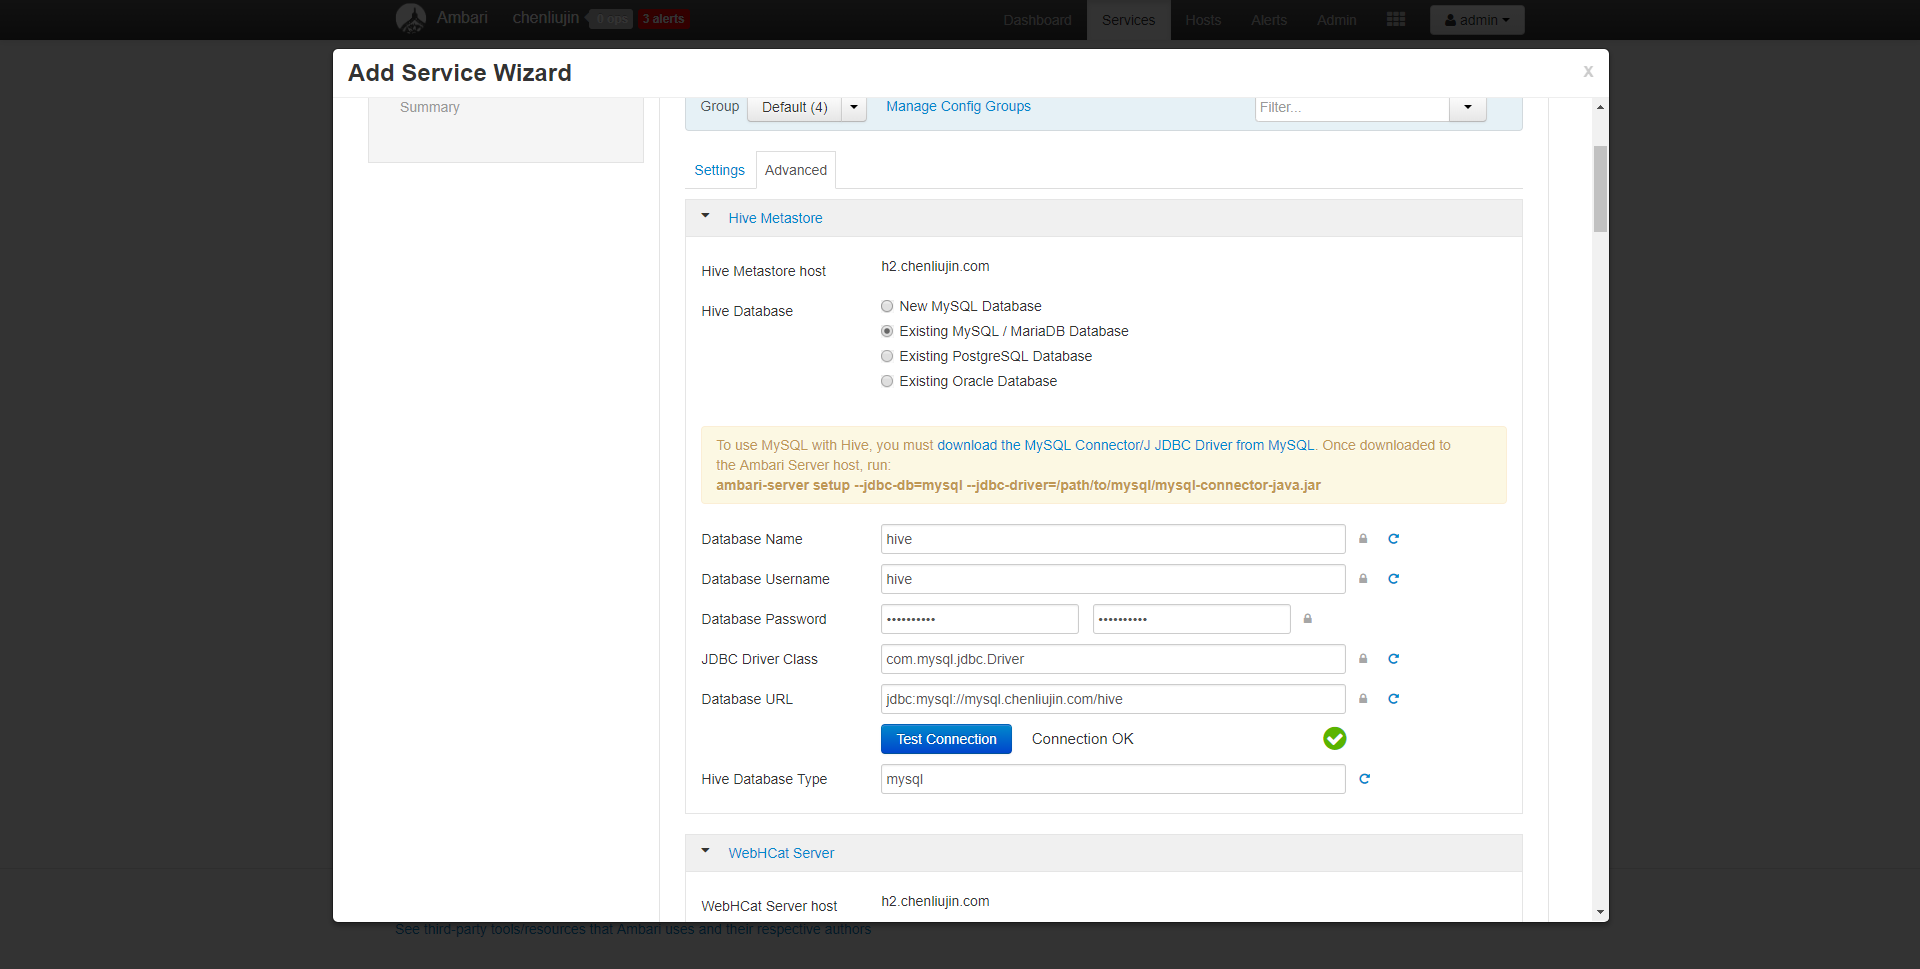 Ambari chenliujin 0 ops 3 alerts Dashboard Services Hosts Alerts Admin admin
Add Service Wizard X
Summary
Group Default (4) Manage Config Groups Filter...
Settings Advanced
Hive Metastore
Hive Metastore host h2.chenliujin.com
Hive Database New MySQL Database
Existing MySQL / MariaDB Database
Existing PostgreSQL Database
Existing Oracle Database
To use MySQL with Hive, you must download the MySQL Connector/J JDBC Driver from MySQL. Once downloaded to
the Ambari Server host, run:
ambari-server setup --jdbc-db=mysql --jdbc-driver=/path/to/mysql/mysql-connector-java.jar
Database Name hive
Database Username hive
Database Password •••••••••• ••••••••••
JDBC Driver Class com.mysql.jdbc.Driver
Database URL jdbc:mysql://mysql.chenliujin.com/hive
Test Connection Connection OK
Hive Database Type mysql
WebHCat Server
WebHCat Server host h2.chenliujin.com
See third-party tools/resources that Ambari uses and their respective authors